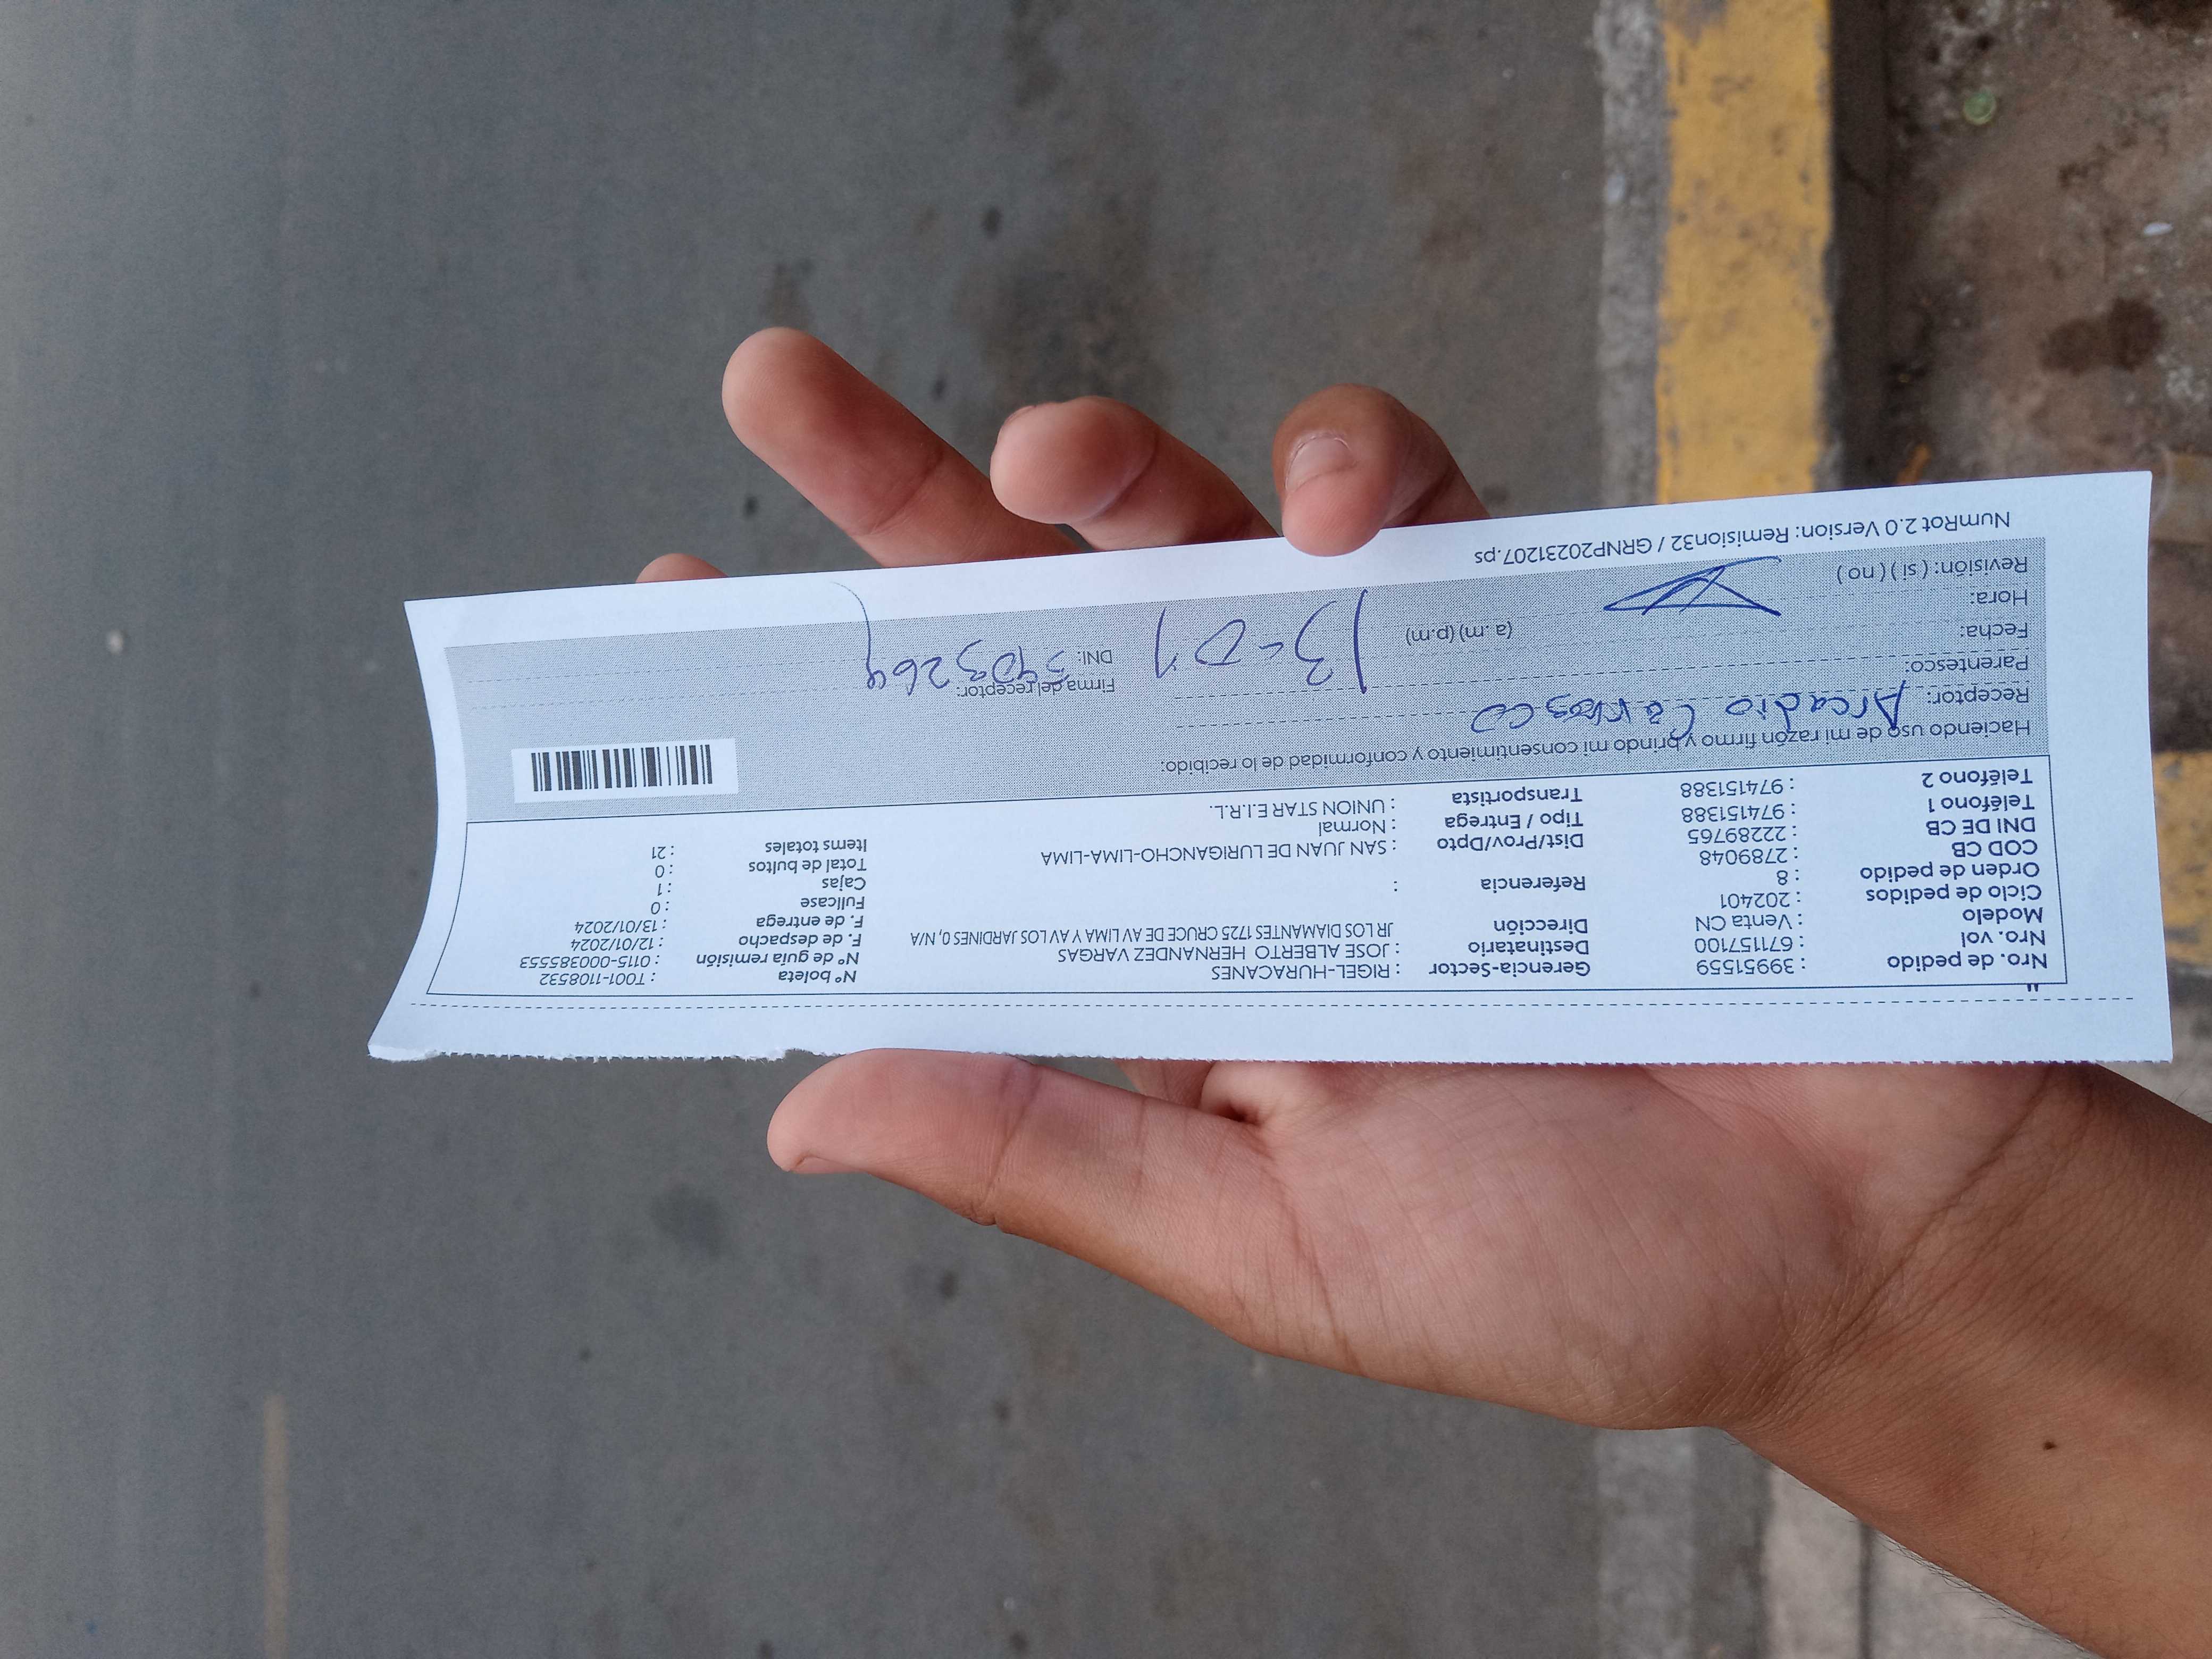 Nro. de pedido : 39951559 Gerencia-Sector : RIGEL-HURACANES Nº boleta : T001-1108532
Nro. vol : 671157100 Destinatario : JOSE ALBERTO HERNANDEZ VARGAS Nº de guía remisión : 0115-000385553
Modelo : Venta CN Dirección JR LOS DIAMANTES 1725 CRUCE DE AV LIMA Y AV LOS JARDINES 0, N/A F. de despacho : 12/01/2024
Ciclo de pedidos : 202401 F. de entrega : 13/01/2024
Orden de pedido : 8 Referencia : Fullcase : 0
COD CB : 2789048 Cajas : 1
DNI DE CB : 22289765 Dist/Prov/Dpto : SAN JUAN DE LURIGANCHO-LIMA-LIMA Total de bultos : 0
Teléfono 1 : 974151388 Tipo / Entrega : Normal Items totales : 21
Teléfono 2 : 974151388 Transportista : UNION STAR E.I.R.L.
Haciendo uso de mi razón firmo y brindo mi consentimiento y conformidad de lo recibido:
Receptor: Arcadio
Parentesco: Firma del receptor:
Fecha: 13-01 DNI:
Hora: (a.m) (p.m)
Revisión: ( si ) ( no )
NumRot 2.0 Version: Remision32 / GRNP20231207.ps